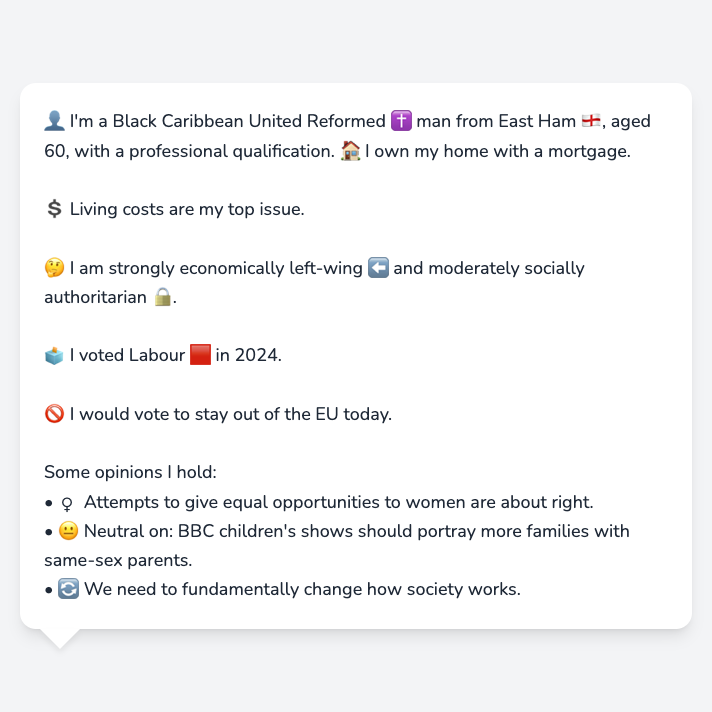 👤 I'm a Black Caribbean United Reformed ✝️ man from East Ham 🏴󠁧󠁢󠁥󠁮󠁧󠁿, aged
60, with a professional qualification. 🏠 I own my home with a mortgage.
💲 Living costs are my top issue.
🤔 I am strongly economically left-wing ⬅️ and moderately socially
authoritarian 🔒.
🗳️ I voted Labour 🟥 in 2024.
🚫 I would vote to stay out of the EU today.
Some opinions I hold:
• ♀️ Attempts to give equal opportunities to women are about right.
• 😐 Neutral on: BBC children's shows should portray more families with
same-sex parents.
• 🔄 We need to fundamentally change how society works.